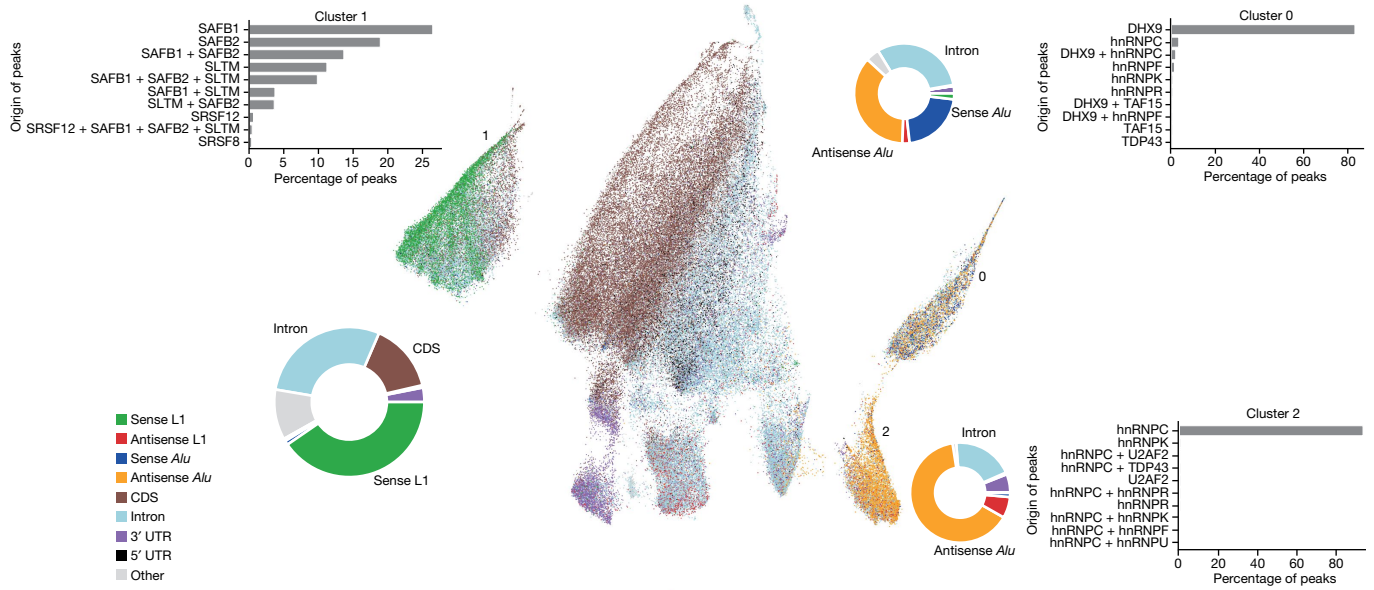 Cluster 1
Origin of peaks
SAFB1
SAFB2
SAFB1 + SAFB2
SLTM
SAFB1 + SAFB2 + SLTM
SAFB1 + SLTM
SLTM + SAFB2
SRSF12
SRSF12 + SAFB1 + SAFB2 + SLTM
SRSF8
0 5 10 15 20 25
Percentage of peaks
1
Intron
Sense Alu
Antisense Alu
Cluster 0
Origin of peaks
DHX9
hnRNPC
DHX9 + hnRNPC
hnRNPF
hnRNPK
hnRNPR
DHX9 + TAF15
DHX9 + hnRNPF
TAF15
TDP43
0 20 40 60 80
Percentage of peaks
0
Intron
CDS
Sense L1
Sense L1
Antisense L1
Sense Alu
Antisense Alu
CDS
Intron
3′ UTR
5′ UTR
Other
2
Intron
Antisense Alu
Cluster 2
Origin of peaks
hnRNPC
hnRNPK
hnRNPC + U2AF2
hnRNPC + TDP43
U2AF2
hnRNPC + hnRNPR
hnRNPR
hnRNPC + hnRNPK
hnRNPC + hnRNPF
hnRNPC + hnRNPU
0 20 40 60 80
Percentage of peaks